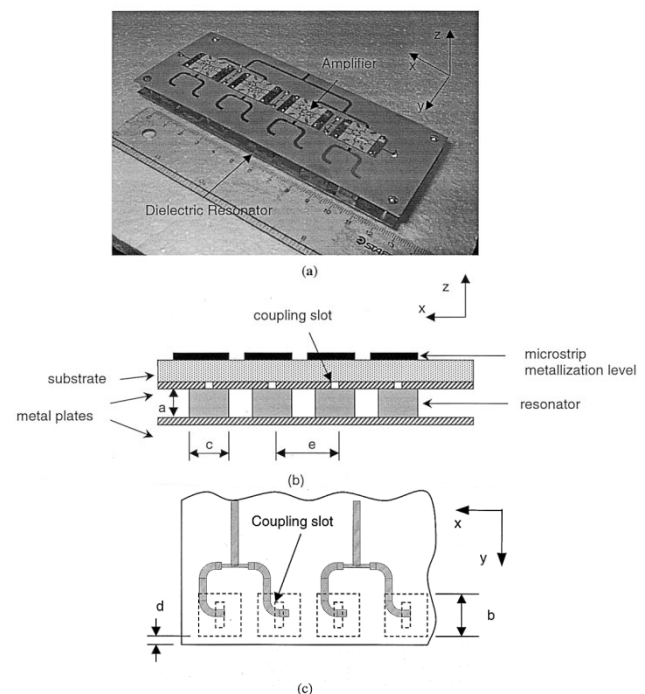 z
Amplifier
x
y
Dielectric Resonator
(a)
z
x
coupling slot
substrate
microstrip
metallization level
metal plates
a
resonator
c
e
(b)
Coupling slot
x
y
d
b
(c)